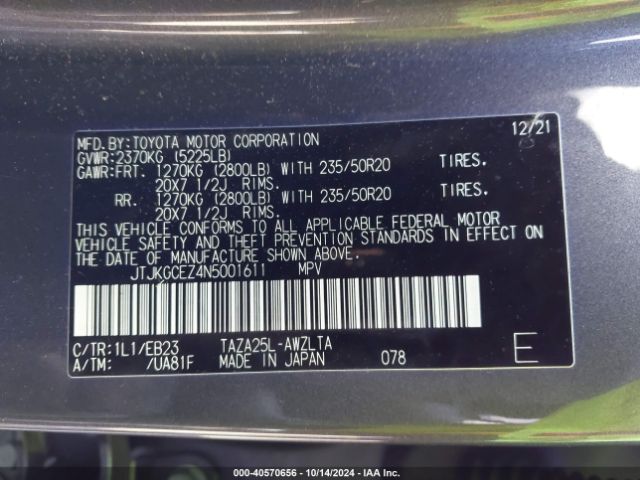 MFD.BY:TOYOTA MOTOR CORPORATION 12/21
GVWR:2370KG (5225LB)
GAWR:FRT. 1270KG (2800LB) WITH 235/50R20 TIRES.
20X7 1/2J RIMS.
RR. 1270KG (2800LB) WITH 235/50R20 TIRES.
20X7 1/2J RIMS.
THIS VEHICLE CONFORMS TO ALL APPLICABLE FEDERAL MOTOR
VEHICLE SAFETY AND THEFT PREVENTION STANDARDS IN EFFECT ON
THE DATE OF MANUFACTURE SHOWN ABOVE.
JTJKGCEZ4N5001611 MPV
C/TR:1L1/EB23 TAZA25L-AWZLTA
A/TM: /UA81F MADE IN JAPAN 078 E
000-40570656 | 10/14/2024 | IAA Inc.